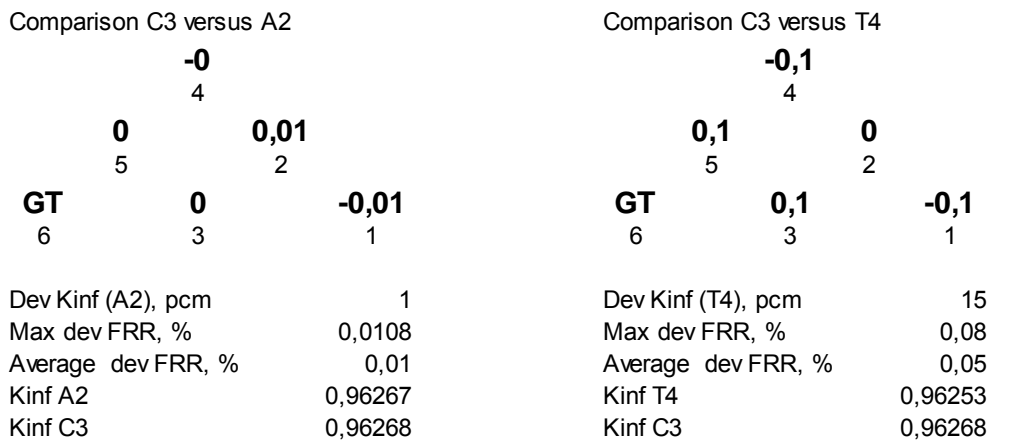 Comparison C3 versus A2
-0
4
0 0,01
5 2
GT 0 -0,01
6 3 1
Dev Kinf (A2), pcm 1
Max dev FRR, % 0,0108
Average dev FRR, % 0,01
Kinf A2 0,96267
Kinf C3 0,96268
Comparison C3 versus T4
-0,1
4
0,1 0
5 2
GT 0,1 -0,1
6 3 1
Dev Kinf (T4), pcm 15
Max dev FRR, % 0,08
Average dev FRR, % 0,05
Kinf T4 0,96253
Kinf C3 0,96268